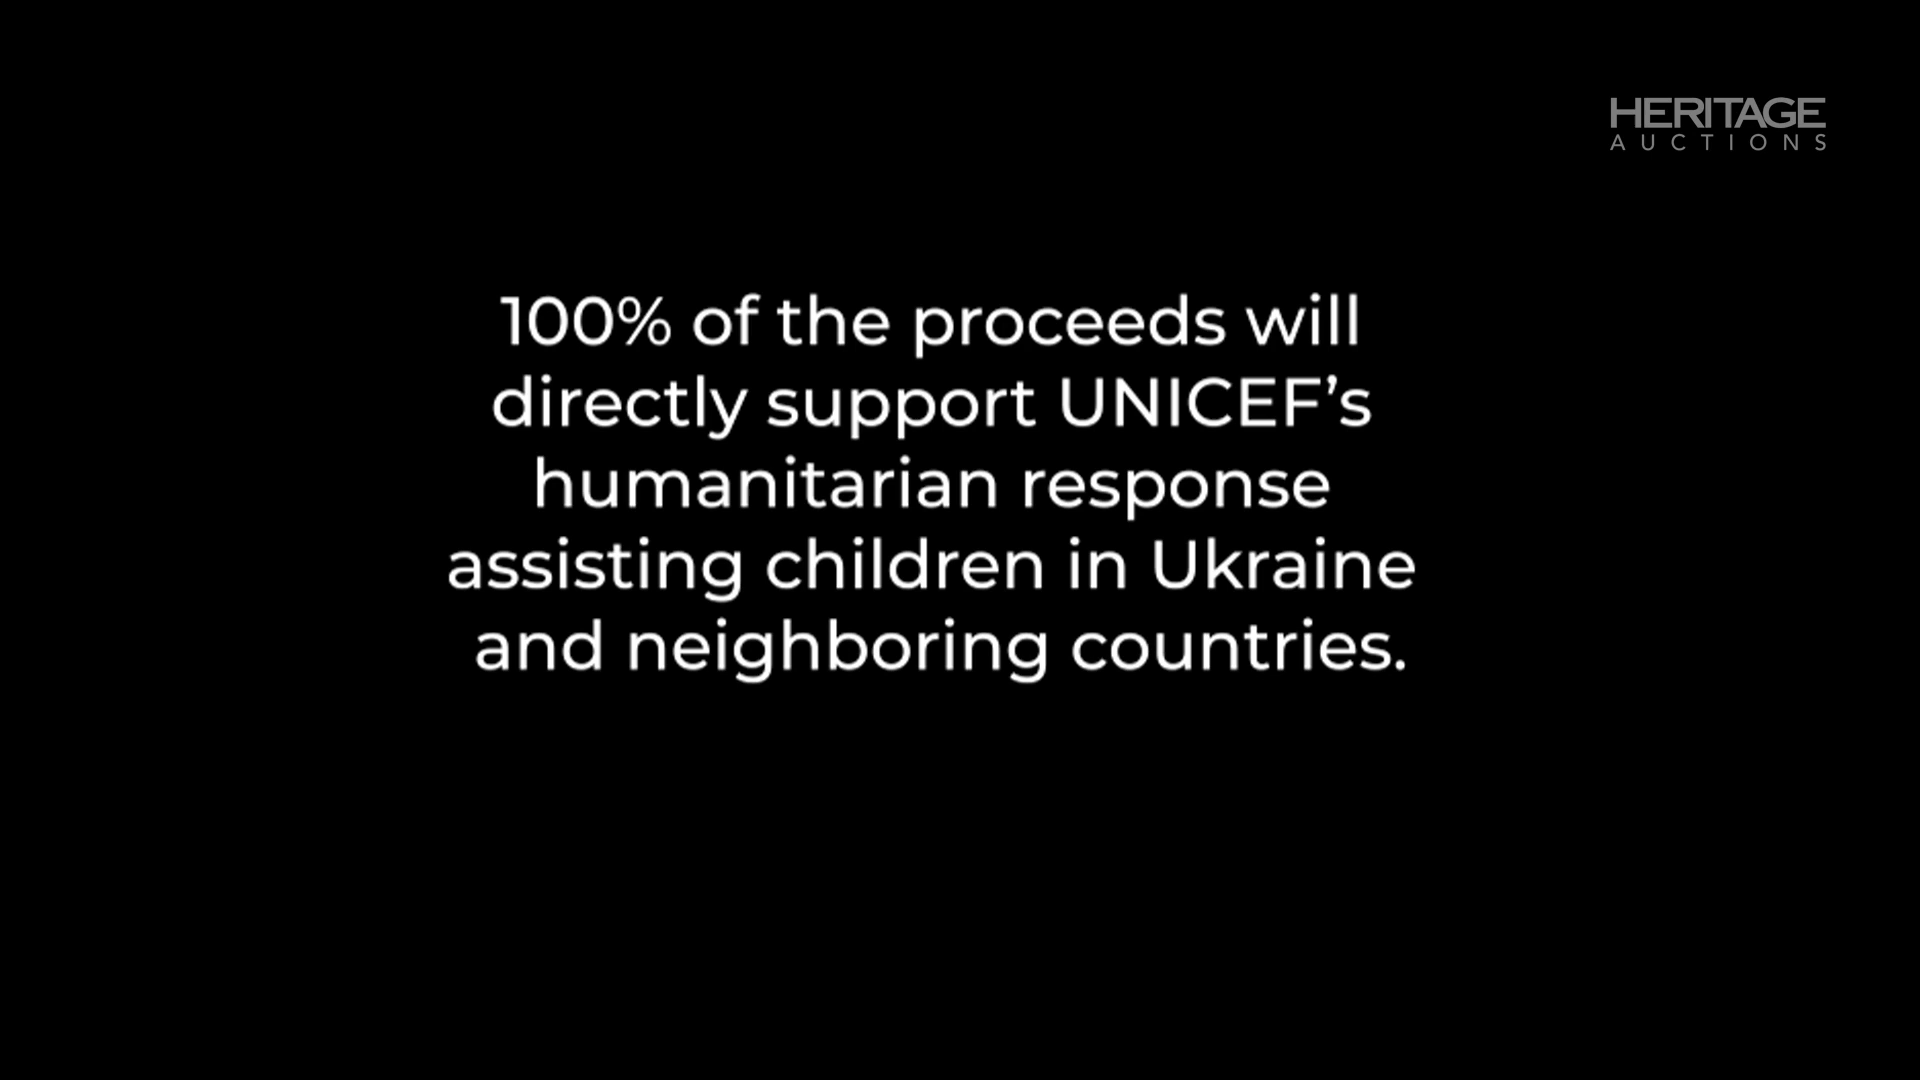 HERITAGE
AUCTIONS
100% of the proceeds will
directly support UNICEF’s
humanitarian response
assisting children in Ukraine
and neighboring countries.